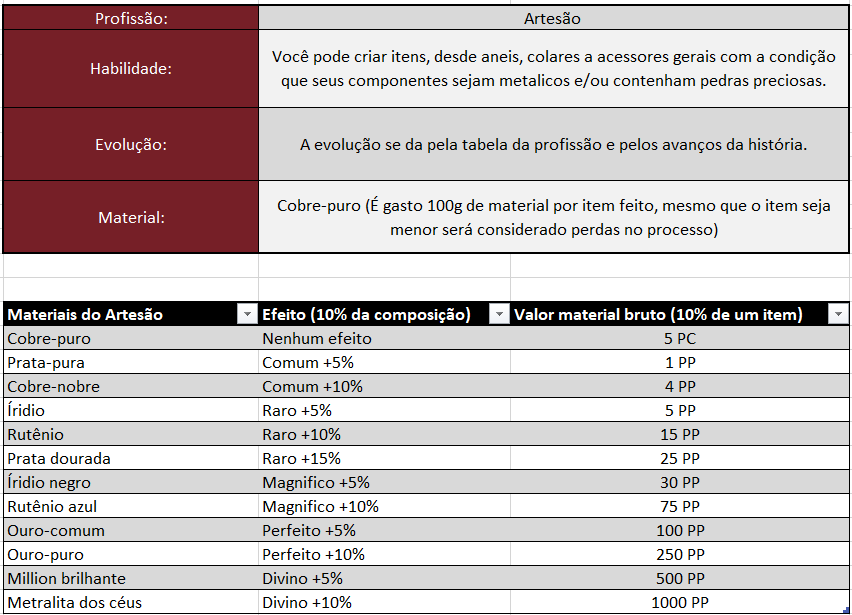 Profissão: Artesão
Habilidade: Você pode criar itens, desde aneis, colares a acessores gerais com a condição
que seus componentes sejam metalicos e/ou contenham pedras preciosas.
Evolução: A evolução se da pela tabela da profissão e pelos avanços da história.
Material: Cobre-puro (É gasto 100g de material por item feito, mesmo que o item seja
menor será considerado perdas no processo)
Materiais do Artesão Efeito (10% da composição) Valor material bruto (10% de um item)
Cobre-puro Nenhum efeito 5 PC
Prata-pura Comum +5% 1 PP
Cobre-nobre Comum +10% 4 PP
Íridio Raro +5% 5 PP
Rutênio Raro +10% 15 PP
Prata dourada Raro +15% 25 PP
Íridio negro Magnifico +5% 30 PP
Rutênio azul Magnifico +10% 75 PP
Ouro-comum Perfeito +5% 100 PP
Ouro-puro Perfeito +10% 250 PP
Million brilhante Divino +5% 500 PP
Metralita dos céus Divino +10% 1000 PP